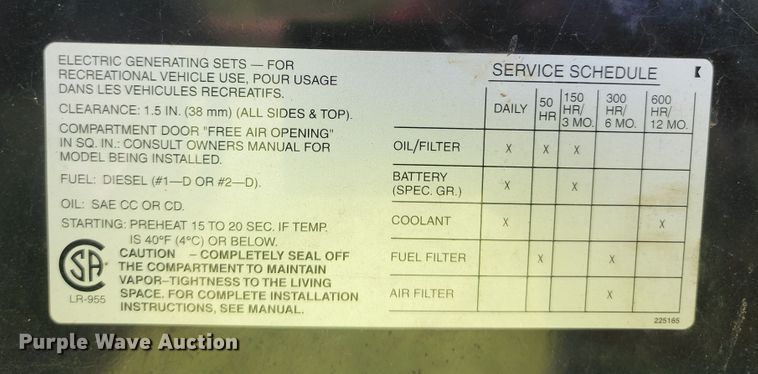 ELECTRIC GENERATING SETS — FOR
RECREATIONAL VEHICLE USE, POUR USAGE
DANS LES VEHICULES RECREATIFS.
CLEARANCE: 1.5 IN. (38 mm) (ALL SIDES & TOP).
COMPARTMENT DOOR "FREE AIR OPENING"
IN SQ. IN.: CONSULT OWNERS MANUAL FOR
MODEL BEING INSTALLED.
FUEL: DIESEL (#1—D OR #2—D).
OIL: SAE CC OR CD.
STARTING: PREHEAT 15 TO 20 SEC. IF TEMP.
IS 40°F (4°C) OR BELOW.
CAUTION – COMPLETELY SEAL OFF
THE COMPARTMENT TO MAINTAIN
VAPOR-TIGHTNESS TO THE LIVING
SPACE. FOR COMPLETE INSTALLATION
INSTRUCTIONS, SEE MANUAL.
SA
LR-955
SERVICE SCHEDULE K
DAILY 50 HR 150 HR/ 3 MO. 300 HR/ 6 MO. 600 HR/ 12 MO.
OIL/FILTER X X X
BATTERY (SPEC. GR.) X X
COOLANT X X
FUEL FILTER X X
AIR FILTER X
225165
Purple Wave Auction